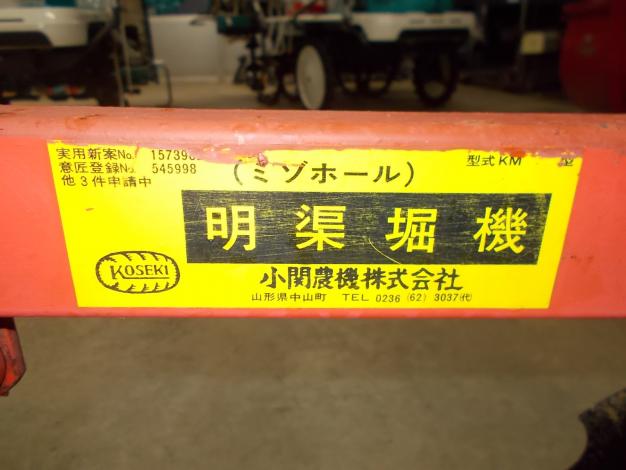 実用新案No. 157398
意匠登録No. 545998
他3件申請中
型式KM 型
(ミゾホール)
明渠堀機
KOSEKI
小関農機株式会社
山形県中山町 TEL 0236 (62) 3037(代)